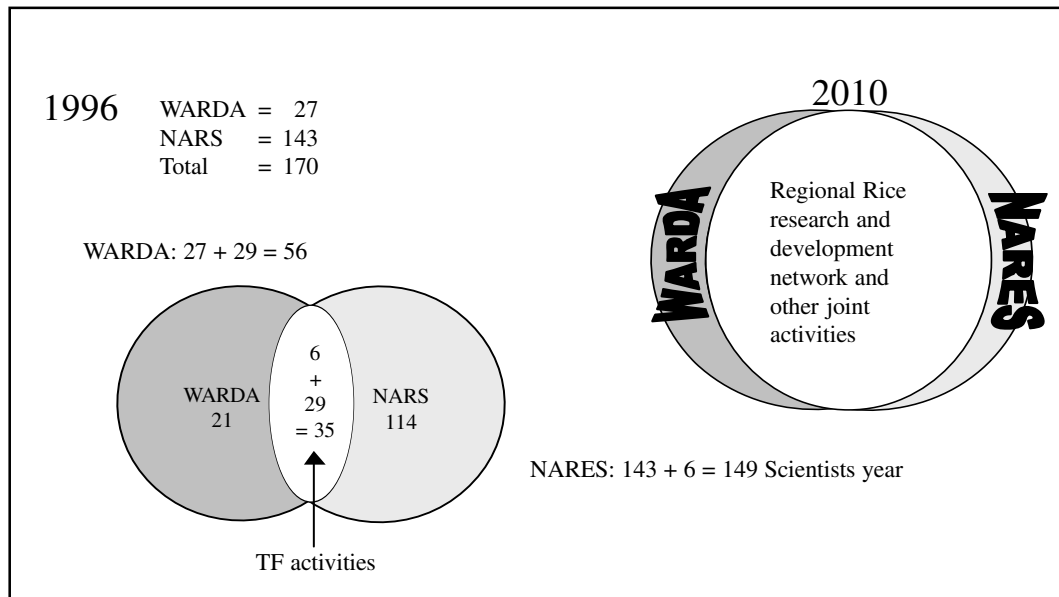 1996
WARDA = 27
NARS = 143
Total = 170
WARDA: 27 + 29 = 56
WARDA
21
6
+
29
= 35
NARS
114
TF activities
2010
WARDA
Regional Rice
research and
development
network and
other joint
activities
NARES
NARES: 143 + 6 = 149 Scientists year